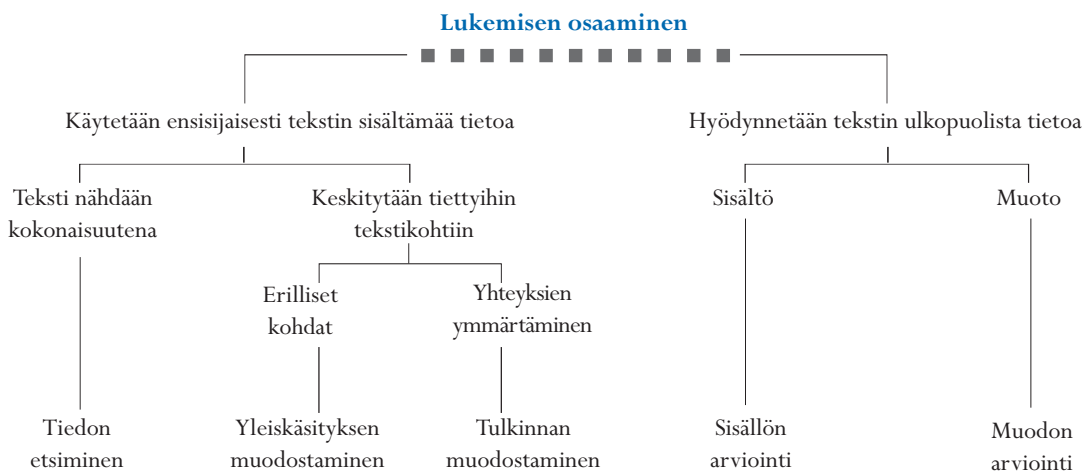 Lukemisen osaaminen
Käytetään ensisijaisesti tekstin sisältämää tietoa
Hyödynnetään tekstin ulkopuolista tietoa
Teksti nähdään
kokonaisuutena
Keskitytään tiettyihin
tekstikohtiin
Sisältö
Muoto
Erilliset
kohdat
Yhteyksien
ymmärtäminen
Tiedon
etsiminen
Yleiskäsityksen
muodostaminen
Tulkinnan
muodostaminen
Sisällön
arviointi
Muodon
arviointi